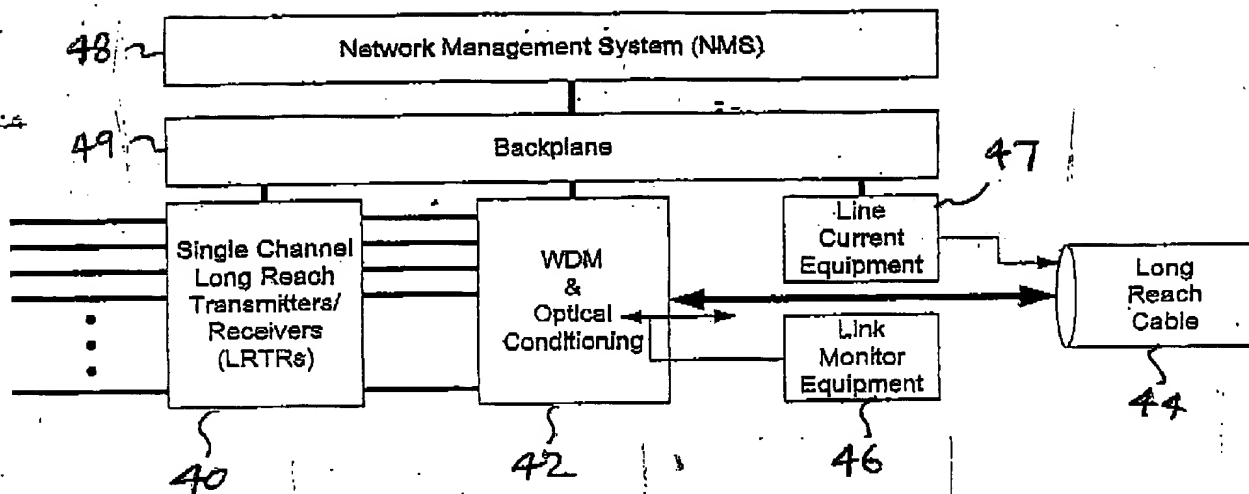 48
Network Management System (NMS)
49
Backplane
47
Single Channel
Long Reach
Transmitters/
Receivers
(LRTRs)
WDM
&
Optical
Conditioning
Line
Current
Equipment
Link
Monitor
Equipment
Long
Reach
Cable
40
42
46
44